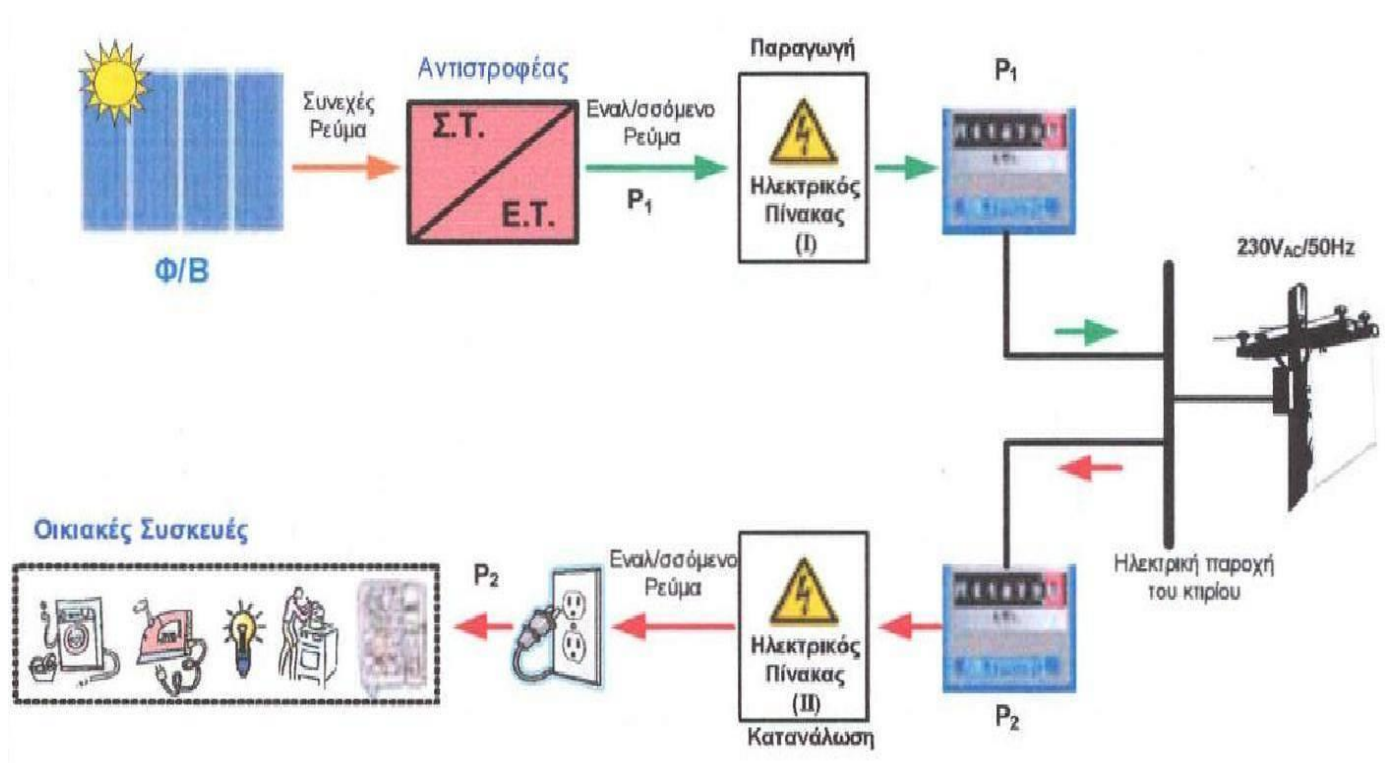 Παραγωγή
P₁
Αντιστροφέας
Συνεχές
Ρεύμα
Σ.Τ.
Ε.Τ.
Εναλ/σσόμενο
Ρεύμα
P₁
Ηλεκτρικός
Πίνακας
(I)
Φ/Β
230V_AC/50Hz
Οικιακές Συσκευές
P₂
Εναλ/σσόμενο
Ρεύμα
Ηλεκτρικός
Πίνακας
(II)
Κατανάλωση
P₂
Ηλεκτρική παροχή
του κτιρίου